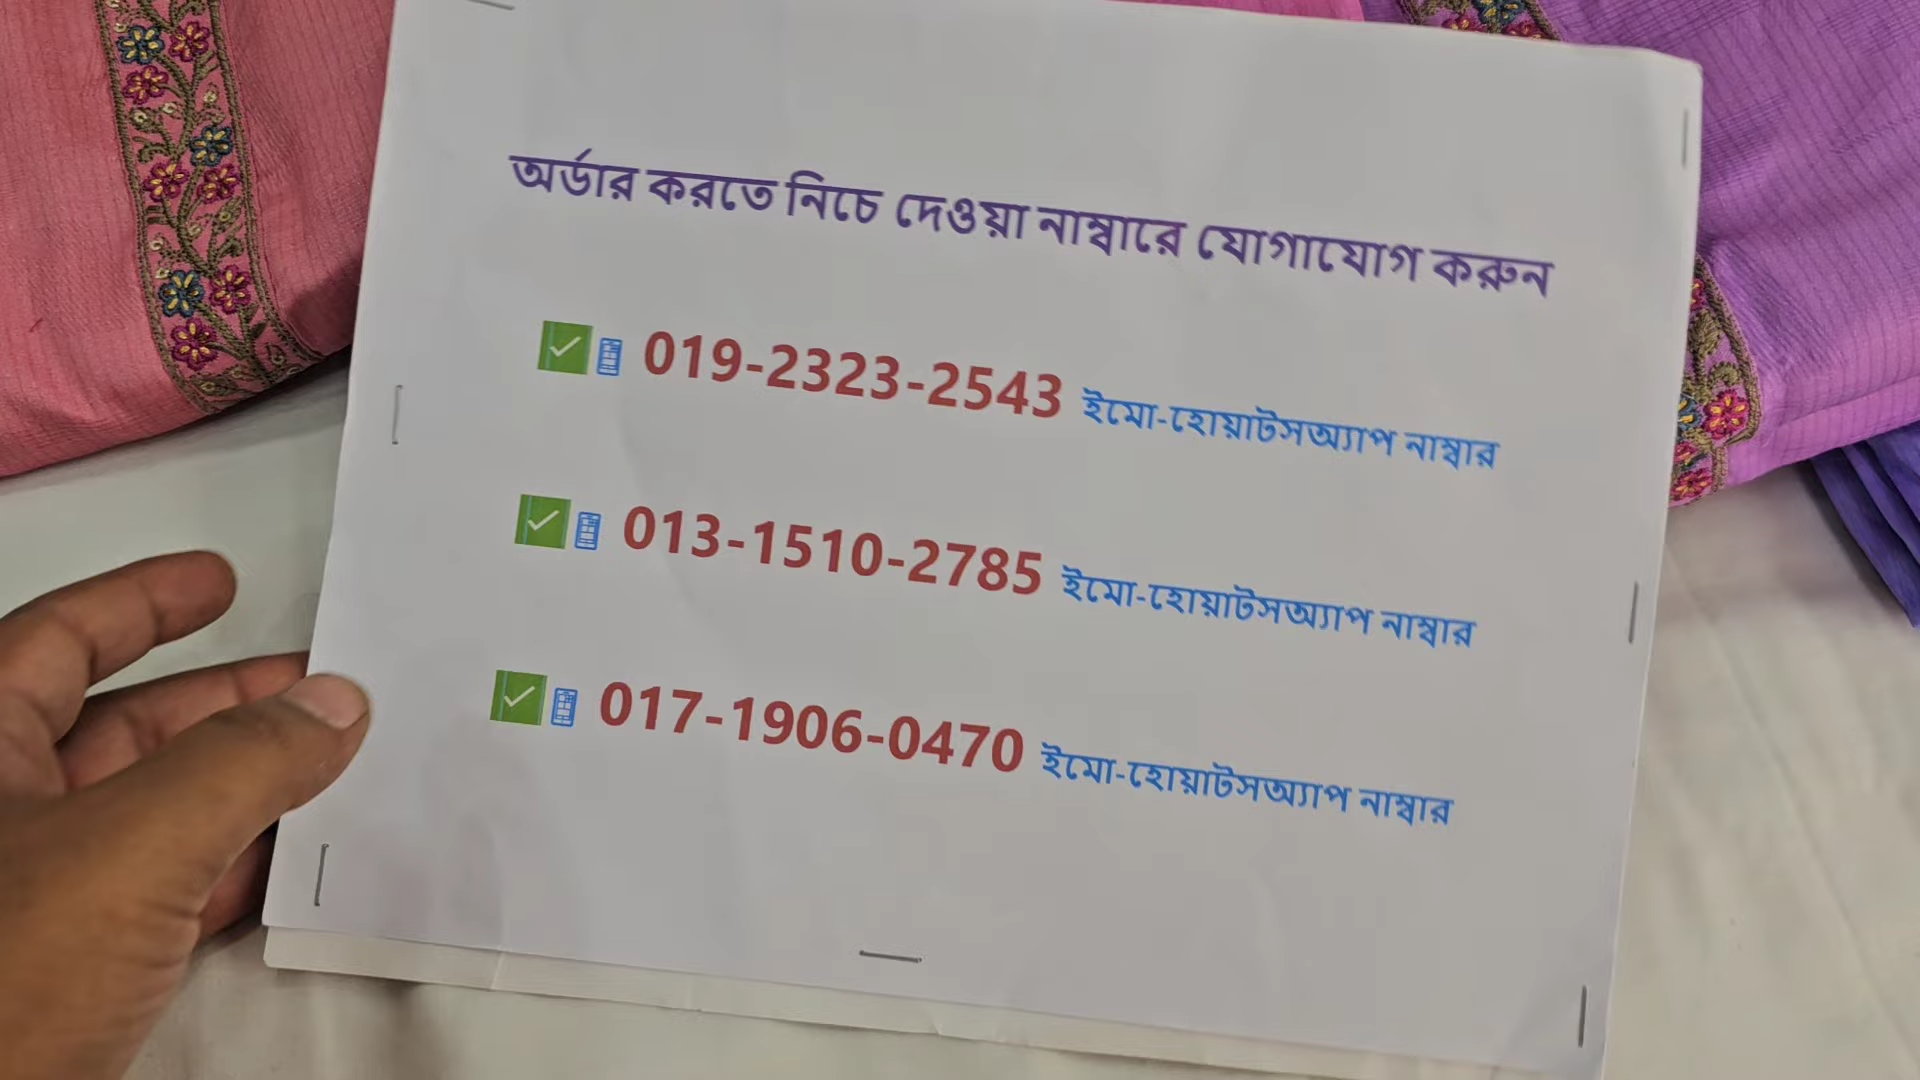 অর্ডার করতে নিচে দেওয়া নাম্বারে যোগাযোগ করুন
✅📱 019-2323-2543 ইমো-হোয়াটসঅ্যাপ নাম্বার
✅📱 013-1510-2785 ইমো-হোয়াটসঅ্যাপ নাম্বার
✅📱 017-1906-0470 ইমো-হোয়াটসঅ্যাপ নাম্বার